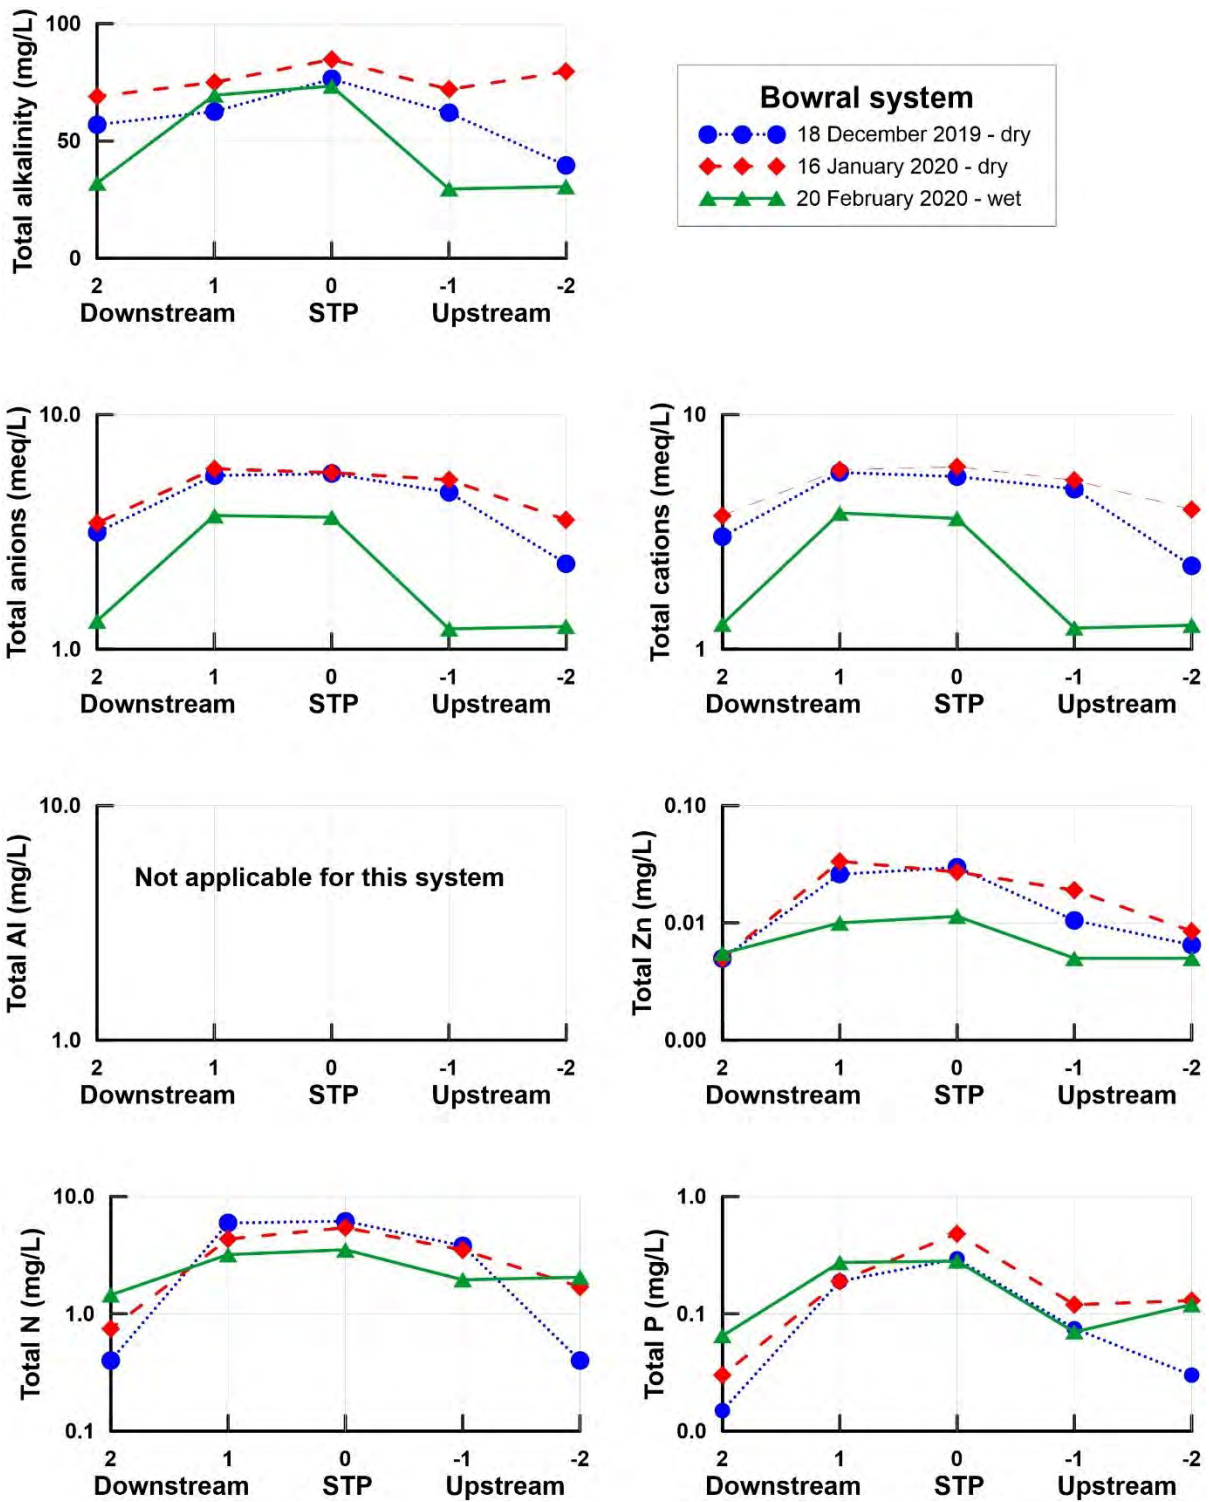 Total alkalinity (mg/L)
100
50
0
2 1 0 -1 -2
Downstream STP Upstream
Bowral system
18 December 2019 - dry
16 January 2020 - dry
20 February 2020 - wet
Total anions (meq/L)
10.0
1.0
2 1 0 -1 -2
Downstream STP Upstream
Total cations (meq/L)
10
1
2 1 0 -1 -2
Downstream STP Upstream
Total Al (mg/L)
10.0
Not applicable for this system
1.0
2 1 0 -1 -2
Downstream STP Upstream
Total Zn (mg/L)
0.10
0.01
0.00
2 1 0 -1 -2
Downstream STP Upstream
Total N (mg/L)
10.0
1.0
0.1
2 1 0 -1 -2
Downstream STP Upstream
Total P (mg/L)
1.0
0.1
0.0
2 1 0 -1 -2
Downstream STP Upstream